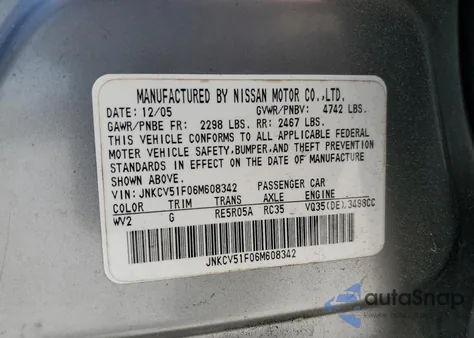 MANUFACTURED BY NISSAN MOTOR CO.,LTD.
DATE: 12/05 GVWR/PNBV: 4742 LBS.
GAWR/PNBE FR: 2298 LBS. RR: 2467 LBS.
THIS VEHICLE CONFORMS TO ALL APPLICABLE FEDERAL
MOTOR VEHICLE SAFETY, BUMPER, AND THEFT PREVENTION
STANDARDS IN EFFECT ON THE DATE OF MANUFACTURE
SHOWN ABOVE.
VIN: JNKCV51F06M608342 PASSENGER CAR
COLOR TRIM TRANS AXLE ENGINE
WV2 G RE5R05A RC35 VQ35(DE),3498CC
JNKCV51F06M608342
autoSnap